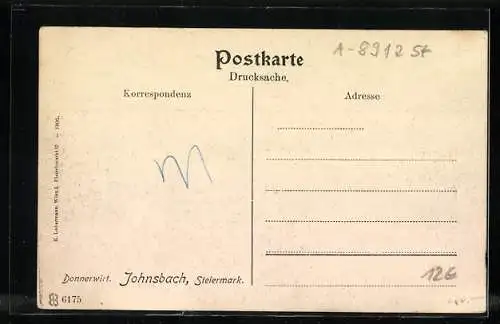 A-8912 St
Postkarte
Drucksache.
Korrespondenz
Adresse
Donnerwirt. Johnsbach, Steiermark.
6175
126